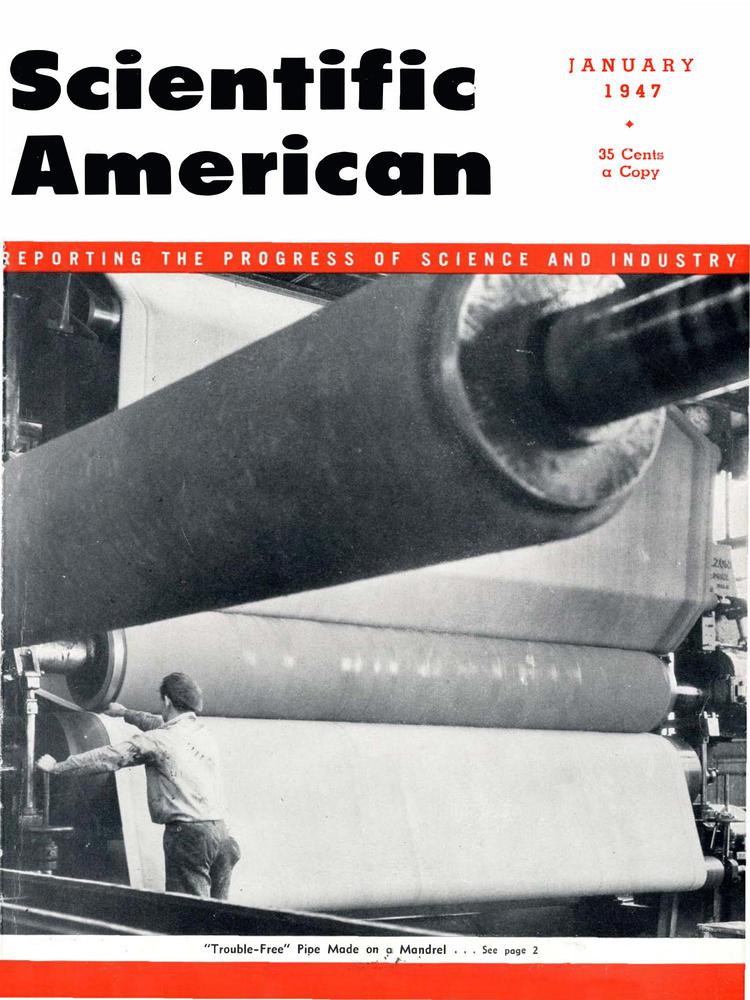 Scientific
American
JANUARY
1947
35 Cents
a Copy
REPORTING THE PROGRESS OF SCIENCE AND INDUSTRY
"Trouble-Free" Pipe Made on a Mandrel . . . See page 2